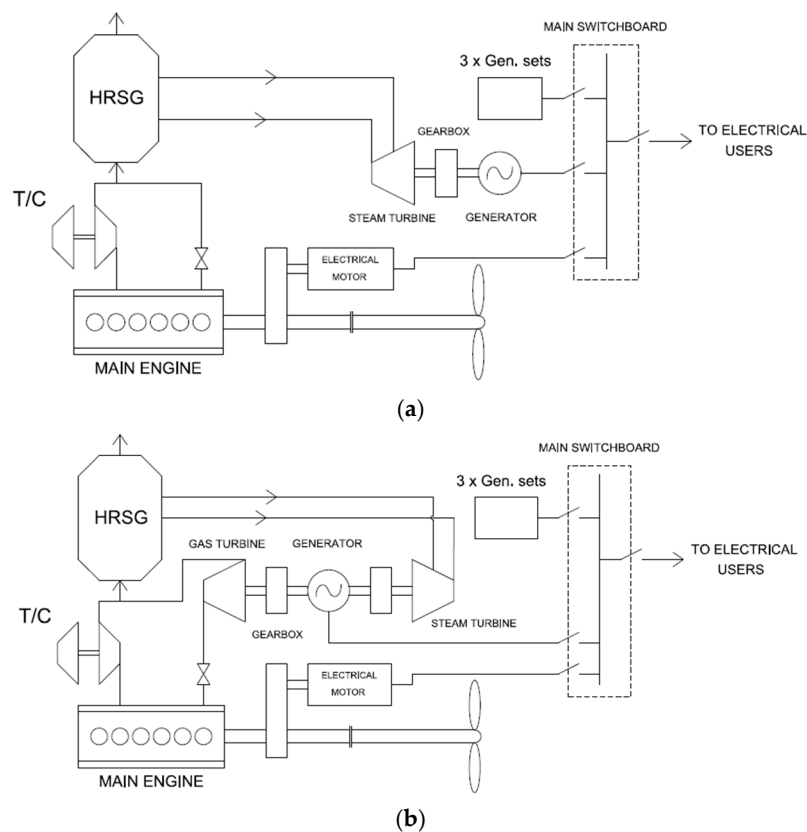 MAIN SWITCHBOARD
3 x Gen. sets
HRSG
GEARBOX
TO ELECTRICAL
USERS
T/C
STEAM TURBINE
GENERATOR
ELECTRICAL
MOTOR
MAIN ENGINE
(a)
MAIN SWITCHBOARD
3 x Gen. sets
HRSG
GAS TURBINE
GENERATOR
TO ELECTRICAL
USERS
T/C
GEARBOX
STEAM TURBINE
ELECTRICAL
MOTOR
MAIN ENGINE
(b)